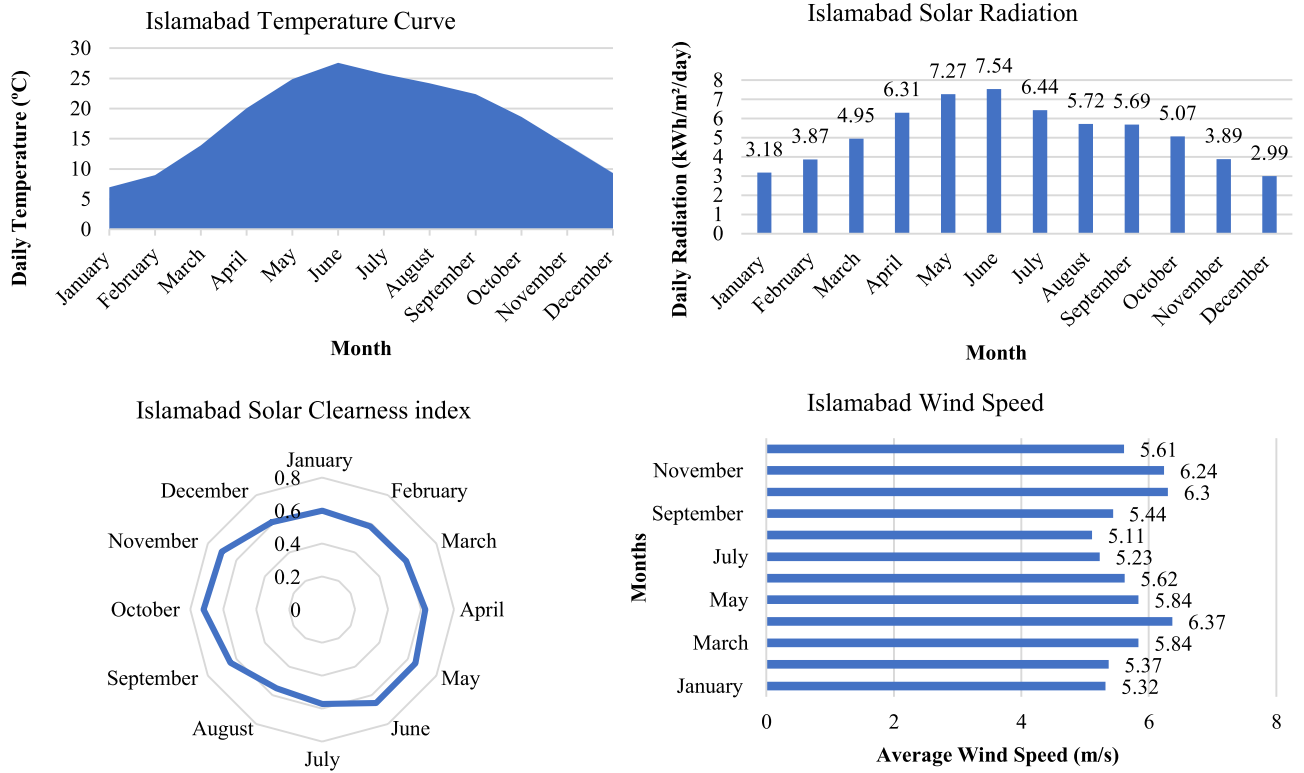 Islamabad Temperature Curve
Daily Temperature (ºC)
30
25
20
15
10
5
0
January
February
March
April
May
June
July
August
September
October
November
December
Month
Islamabad Solar Radiation
Daily Radiation (kWh/m²/day)
8
7
6
5
4
3
2
1
0
3.18
3.87
4.95
6.31
7.27
7.54
6.44
5.72
5.69
5.07
3.89
2.99
January
February
March
April
May
June
July
August
September
October
November
December
Month
Islamabad Solar Clearness index
January
February
March
April
May
June
July
August
September
October
November
December
0.8
0.6
0.4
0.2
0
Islamabad Wind Speed
Months
5.61
November 6.24
6.3
September 5.44
5.11
July 5.23
5.62
May 5.84
6.37
March 5.84
5.37
January 5.32
0 2 4 6 8
Average Wind Speed (m/s)